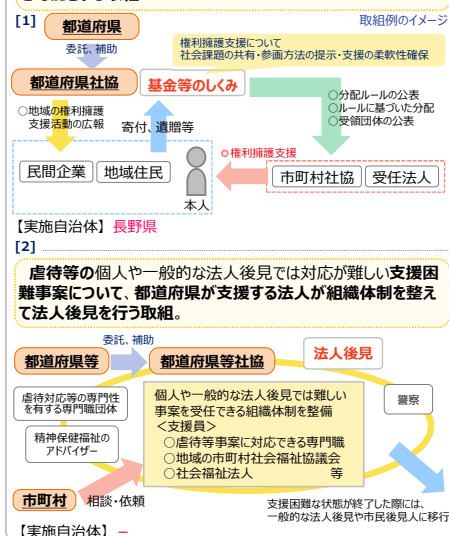 [1]
都道府県
取組例のイメージ
委託、補助
権利擁護支援について
社会課題の共有・参画方法の提示・支援の柔軟性確保
都道府県社協
基金等のしくみ
○地域の権利擁護
支援活動の広報
寄付、遺贈等
○分配ルールの公表
○ルールに基づいた分配
○受領団体の公表
○権利擁護支援
民間企業
地域住民
本人
市町村社協
受任法人
【実施自治体】長野県
[2]
虐待等の個人や一般的な法人後見では対応が難しい支援困
難事案について、都道府県が支援する法人が組織体制を整え
て法人後見を行う取組。
委託、補助
都道府県等
都道府県等社協
法人後見
虐待対応等の専門性
を有する専門職団体
精神保健福祉の
アドバイザー
個人や一般的な法人後見では難しい
事案を受任できる組織体制を整備
<支援員>
○虐待等事案に対応できる専門職
○地域の市町村社会福祉協議会
○社会福祉法人 等
警察
市町村
相談・依頼
支援困難な状態が終了した際には、
一般的な法人後見や市民後見人に移行
【実施自治体】－